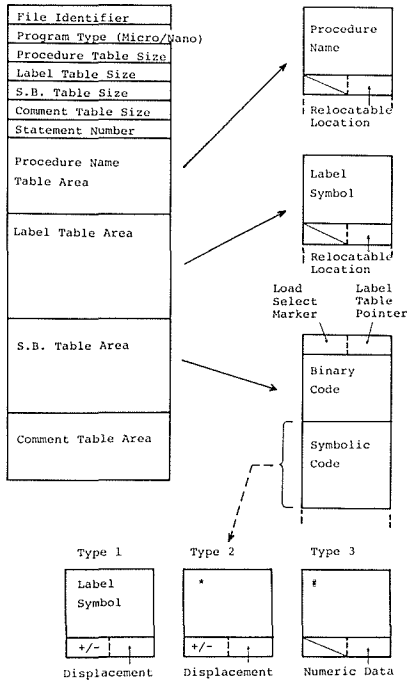 File Identifier
Program Type (Micro/Nano)
Procedure Table Size
Label Table Size
S.B. Table Size
Comment Table Size
Statement Number
Procedure Name
Table Area
Label Table Area
S.B. Table Area
Comment Table Area
Procedure
Name
Relocatable
Location
Label
Symbol
Relocatable
Location
Load
Select
Marker
Label
Table
Pointer
Binary
Code
Symbolic
Code
Type 1
Label
Symbol
+/-
Displacement
Type 2
*
+/-
Displacement
Type 3
#
Numeric Data